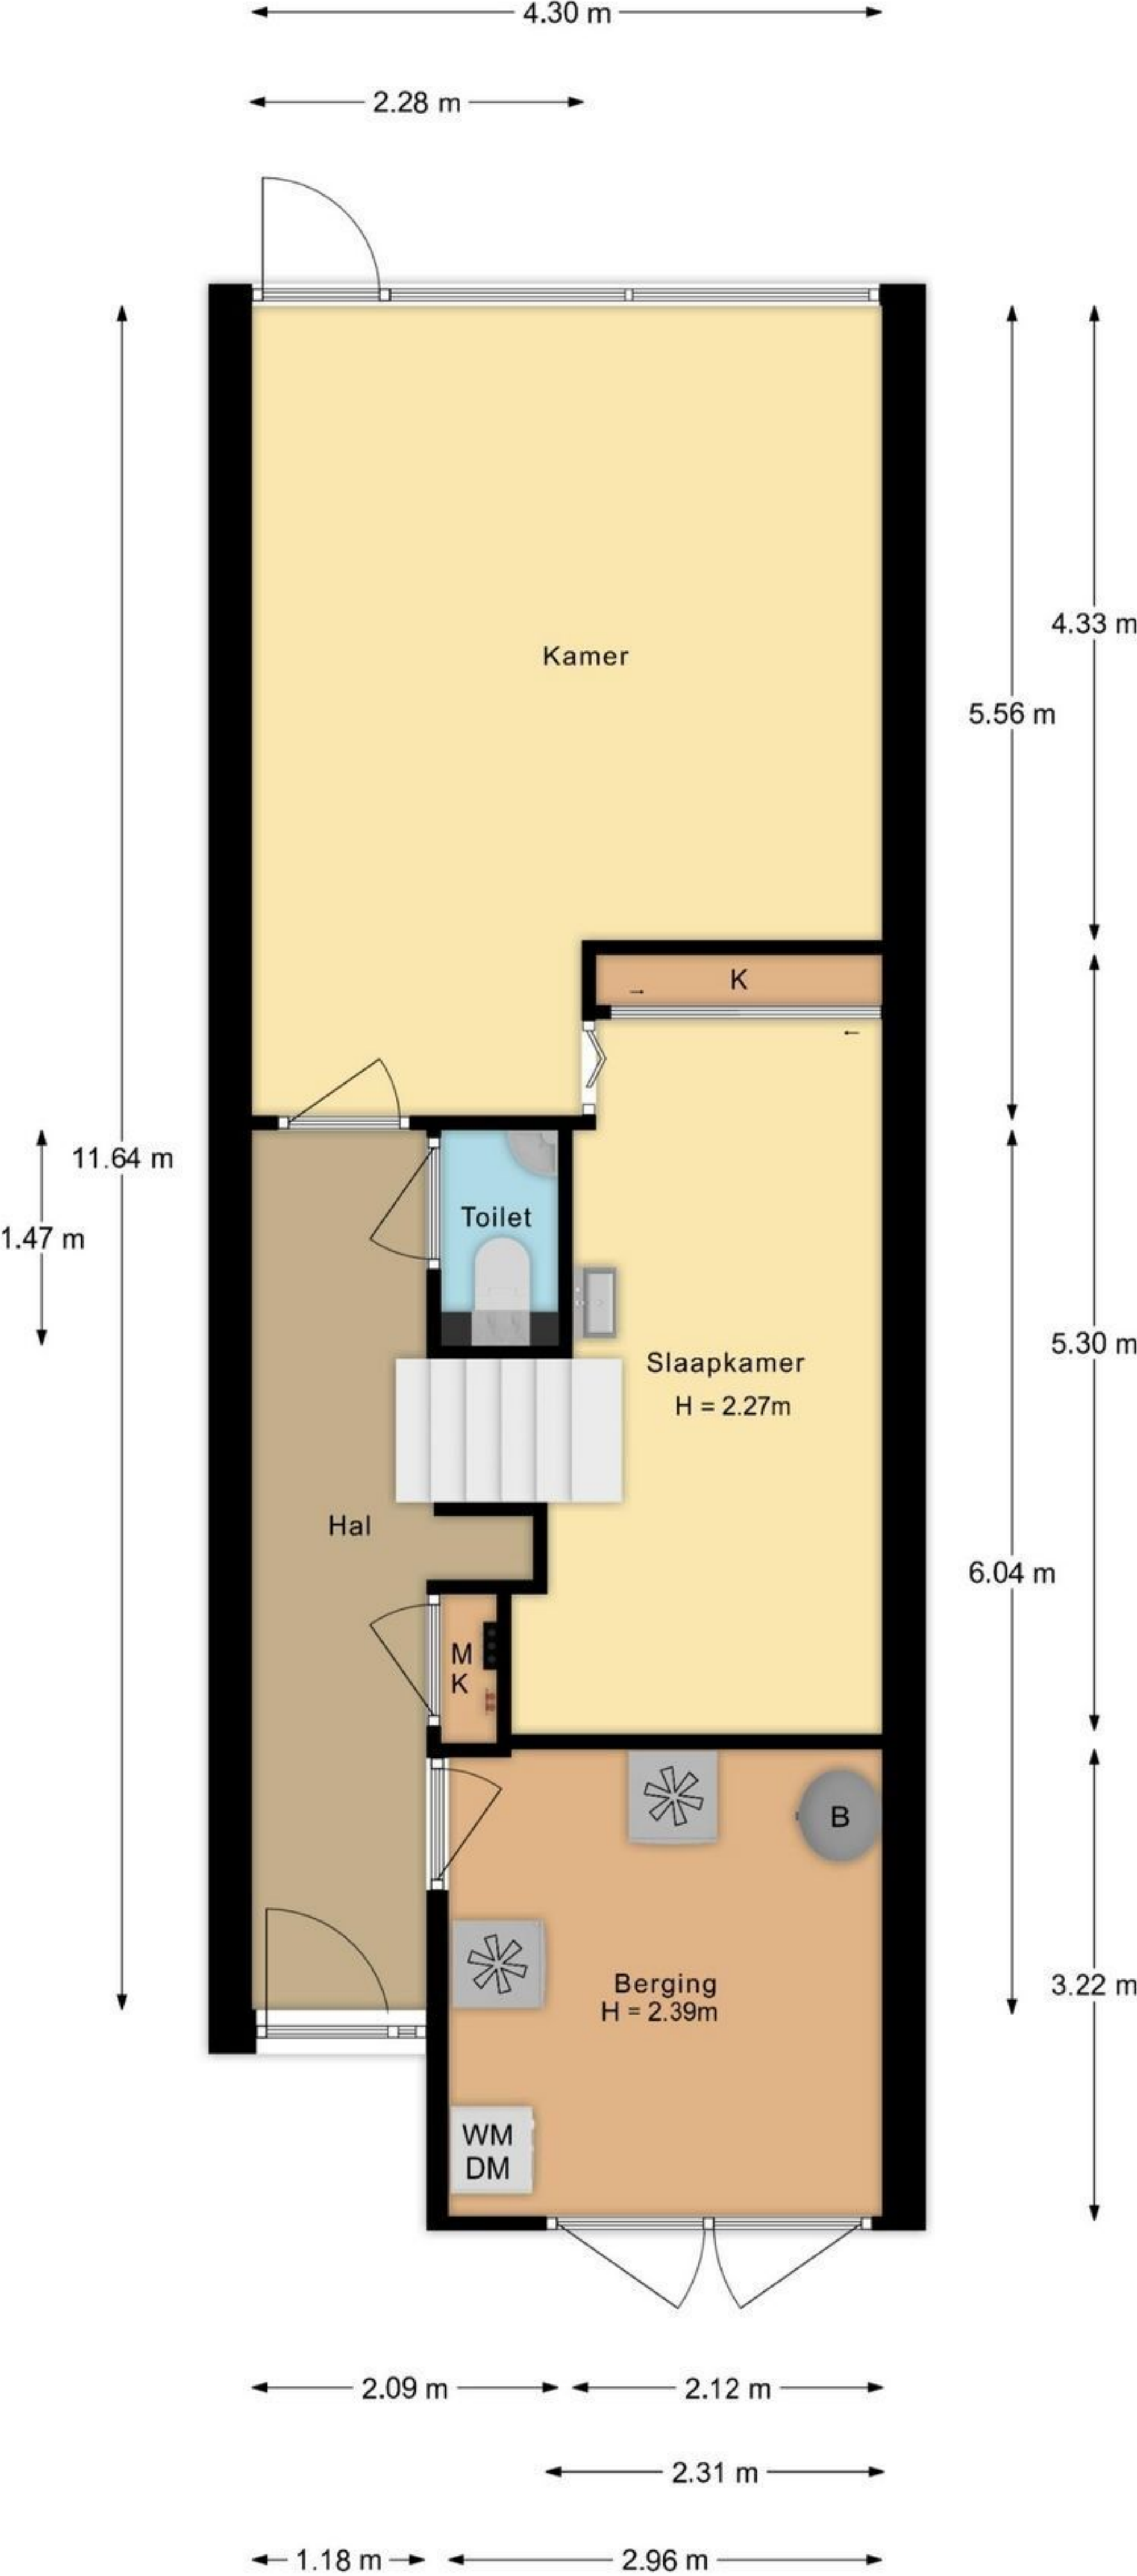 4.30 m
2.28 m
4.33 m
Kamer
5.56 m
K
11.64 m
Toilet
1.47 m
5.30 m
Slaapkamer
H = 2.27m
Hal
6.04 m
M
K
B
Berging
H = 2.39m
3.22 m
WM
DM
2.09 m
2.12 m
2.31 m
1.18 m
2.96 m